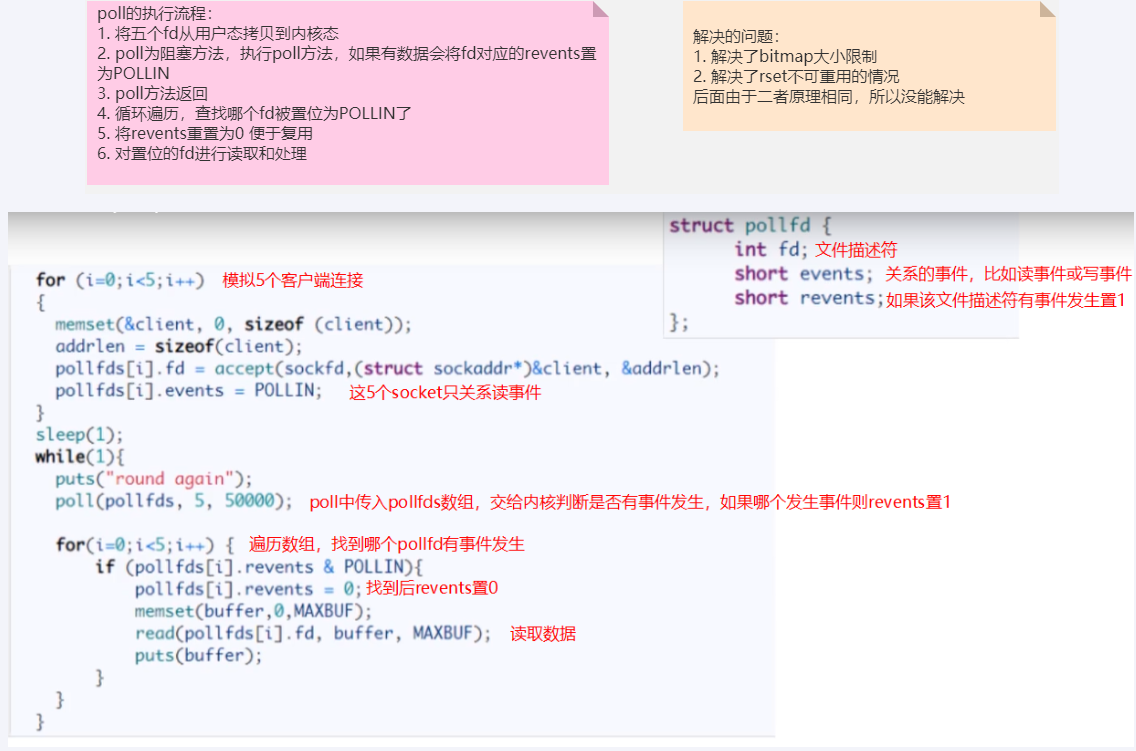 poll的执行流程：
1. 将五个fd从用户态拷贝到内核态
2. poll为阻塞方法，执行poll方法，如果有数据会将fd对应的revents置
为POLLIN
3. poll方法返回
4. 循环遍历，查找哪个fd被置位为POLLIN了
5. 将revents重置为0 便于复用
6. 对置位的fd进行读取和处理
解决的问题：
1. 解决了bitmap大小限制
2. 解决了rset不可重用的情况
后面由于二者原理相同，所以没能解决
struct pollfd {
int fd; 文件描述符
short events; 关系的事件，比如读事件或写事件
short revents;如果该文件描述符有事件发生置1
};
for (i=0;i<5;i++) 模拟5个客户端连接
{
memset(&client, 0, sizeof (client));
addrlen = sizeof(client);
pollfds[i].fd = accept(sockfd,(struct sockaddr*)&client, &addrlen);
pollfds[i].events = POLLIN; 这5个socket只关系读事件
}
sleep(1);
while(1){
puts("round again");
poll(pollfds, 5, 50000); poll中传入pollfds数组，交给内核判断是否有事件发生，如果哪个发生事件则revents置1
for(i=0;i<5;i++) { 遍历数组，找到哪个pollfd有事件发生
if (pollfds[i].revents & POLLIN){
pollfds[i].revents = 0; 找到后revents置0
memset(buffer,0,MAXBUF);
read(pollfds[i].fd, buffer, MAXBUF); 读取数据
puts(buffer);
}
}
}